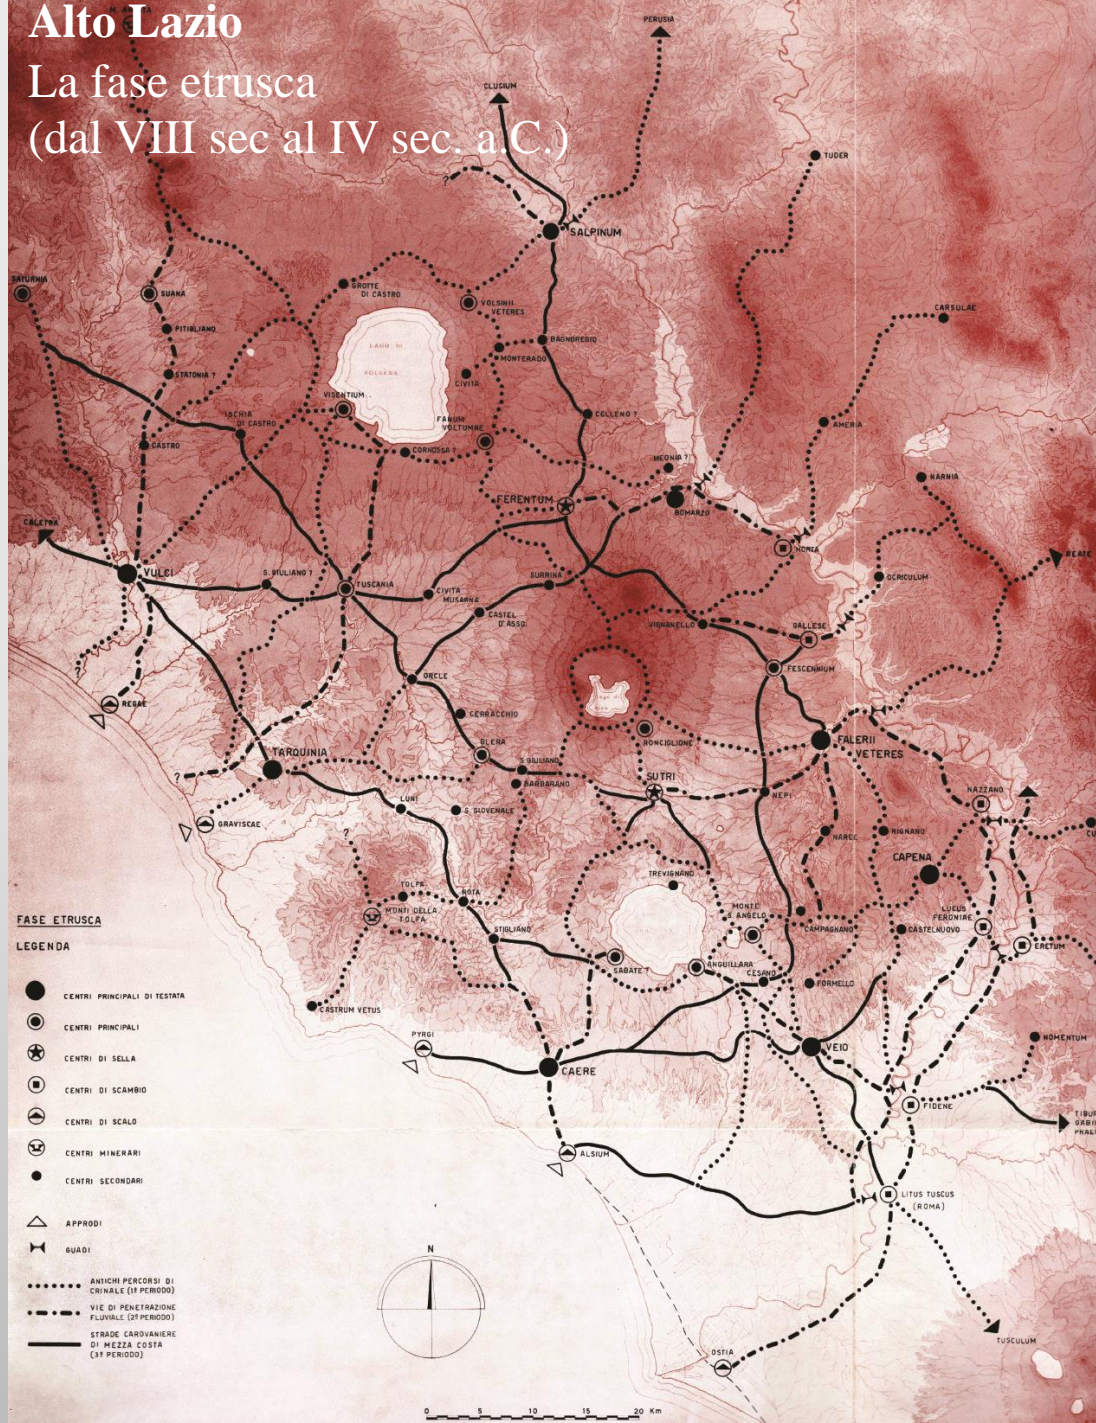 Alto Lazio
La fase etrusca
(dal VIII sec al IV sec. a.C.)
PERUSIA
CLUSIUM
TUDER
?
SALPINUM
SATURNIA
SUANA
GROTTE
DI CASTRO
VOLSINII
VETERES
CARSULAE
PITIGLIANO
BAGNOREGIO
LAGO DI
BOLSENA
MONTERADO
STATONIA ?
CIVITA
VISENTIUM
ISCHIA
DI CASTRO
CELLENO ?
FANUM
VOLTUMNE
AMERIA
CASTRO
CORNOSSA ?
MEONIA ?
NARNIA
FERENTUM
BOMARZO
CALETRA
HORTA
REATE
VULCI
S. GIULIANO ?
TUSCANIA
SURRINA
OCRICULUM
CIVITA
MUSARNA
CASTEL
D'ASSO
VIGNANELLO
GALLESE
?
FESCENNIUM
ORCLE
REGAE
CERRACCHIO
RONCIGLIONE
FALERII
VETERES
TARQUINIA
BLERA
S. GIULIANO
?
BARBARANO
SUTRI
NEPI
NAZZANO
LUNI
S. GIOVENALE
GRAVISCAE
?
NARCE
RIGNANO
CU
CAPENA
TREVIGNANO
TOLFA
ROTA
MONTI DELLA
TOLFA
MONTE
S. ANGELO
LUCUS
FERONIAE
FASE ETRUSCA
STIGLIANO
CAMPAGNANO
CASTELNUOVO
LEGENDA
ERETUM
SABATE ?
ANGUILLARA
CESANO
FORMELLO
CENTRI PRINCIPALI DI TESTATA
CASTRUM VETUS
CENTRI PRINCIPALI
PYRGI
NOMENTUM
VEIO
CENTRI DI SELLA
CAERE
CENTRI DI SCAMBIO
FIDENE
TIBUR
GABII
PRAE
CENTRI DI SCALO
CENTRI MINERARI
ALSIUM
CENTRI SECONDARI
LITUS TUSCUS
(ROMA)
APPRODI
GUADI
N
ANTICHI PERCORSI DI
CRINALE (1º PERIODO)
VIE DI PENETRAZIONE
FLUVIALE (2º PERIODO)
STRADE CAROVANIERE
DI MEZZA COSTA
(3º PERIODO)
TUSCULUM
OSTIA
0 5 10 15 20 Km